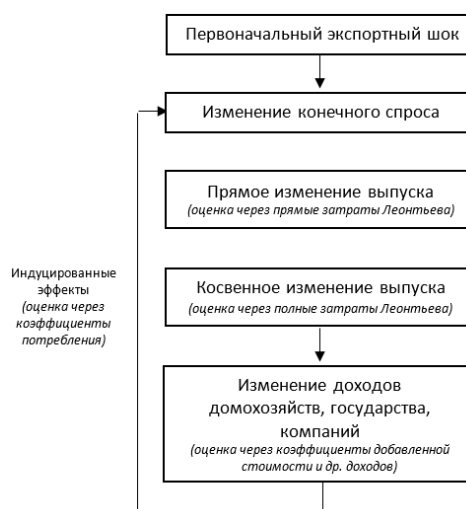 Первоначальный экспортный шок
Изменение конечного спроса
Прямое изменение выпуска
(оценка через прямые затраты Леонтьева)
Индуцированные
эффекты
(оценка через
коэффициенты
потребления)
Косвенное изменение выпуска
(оценка через полные затраты Леонтьева)
Изменение доходов
домохозяйств, государства,
компаний
(оценка через коэффициенты добавленной
стоимости и др. доходов)